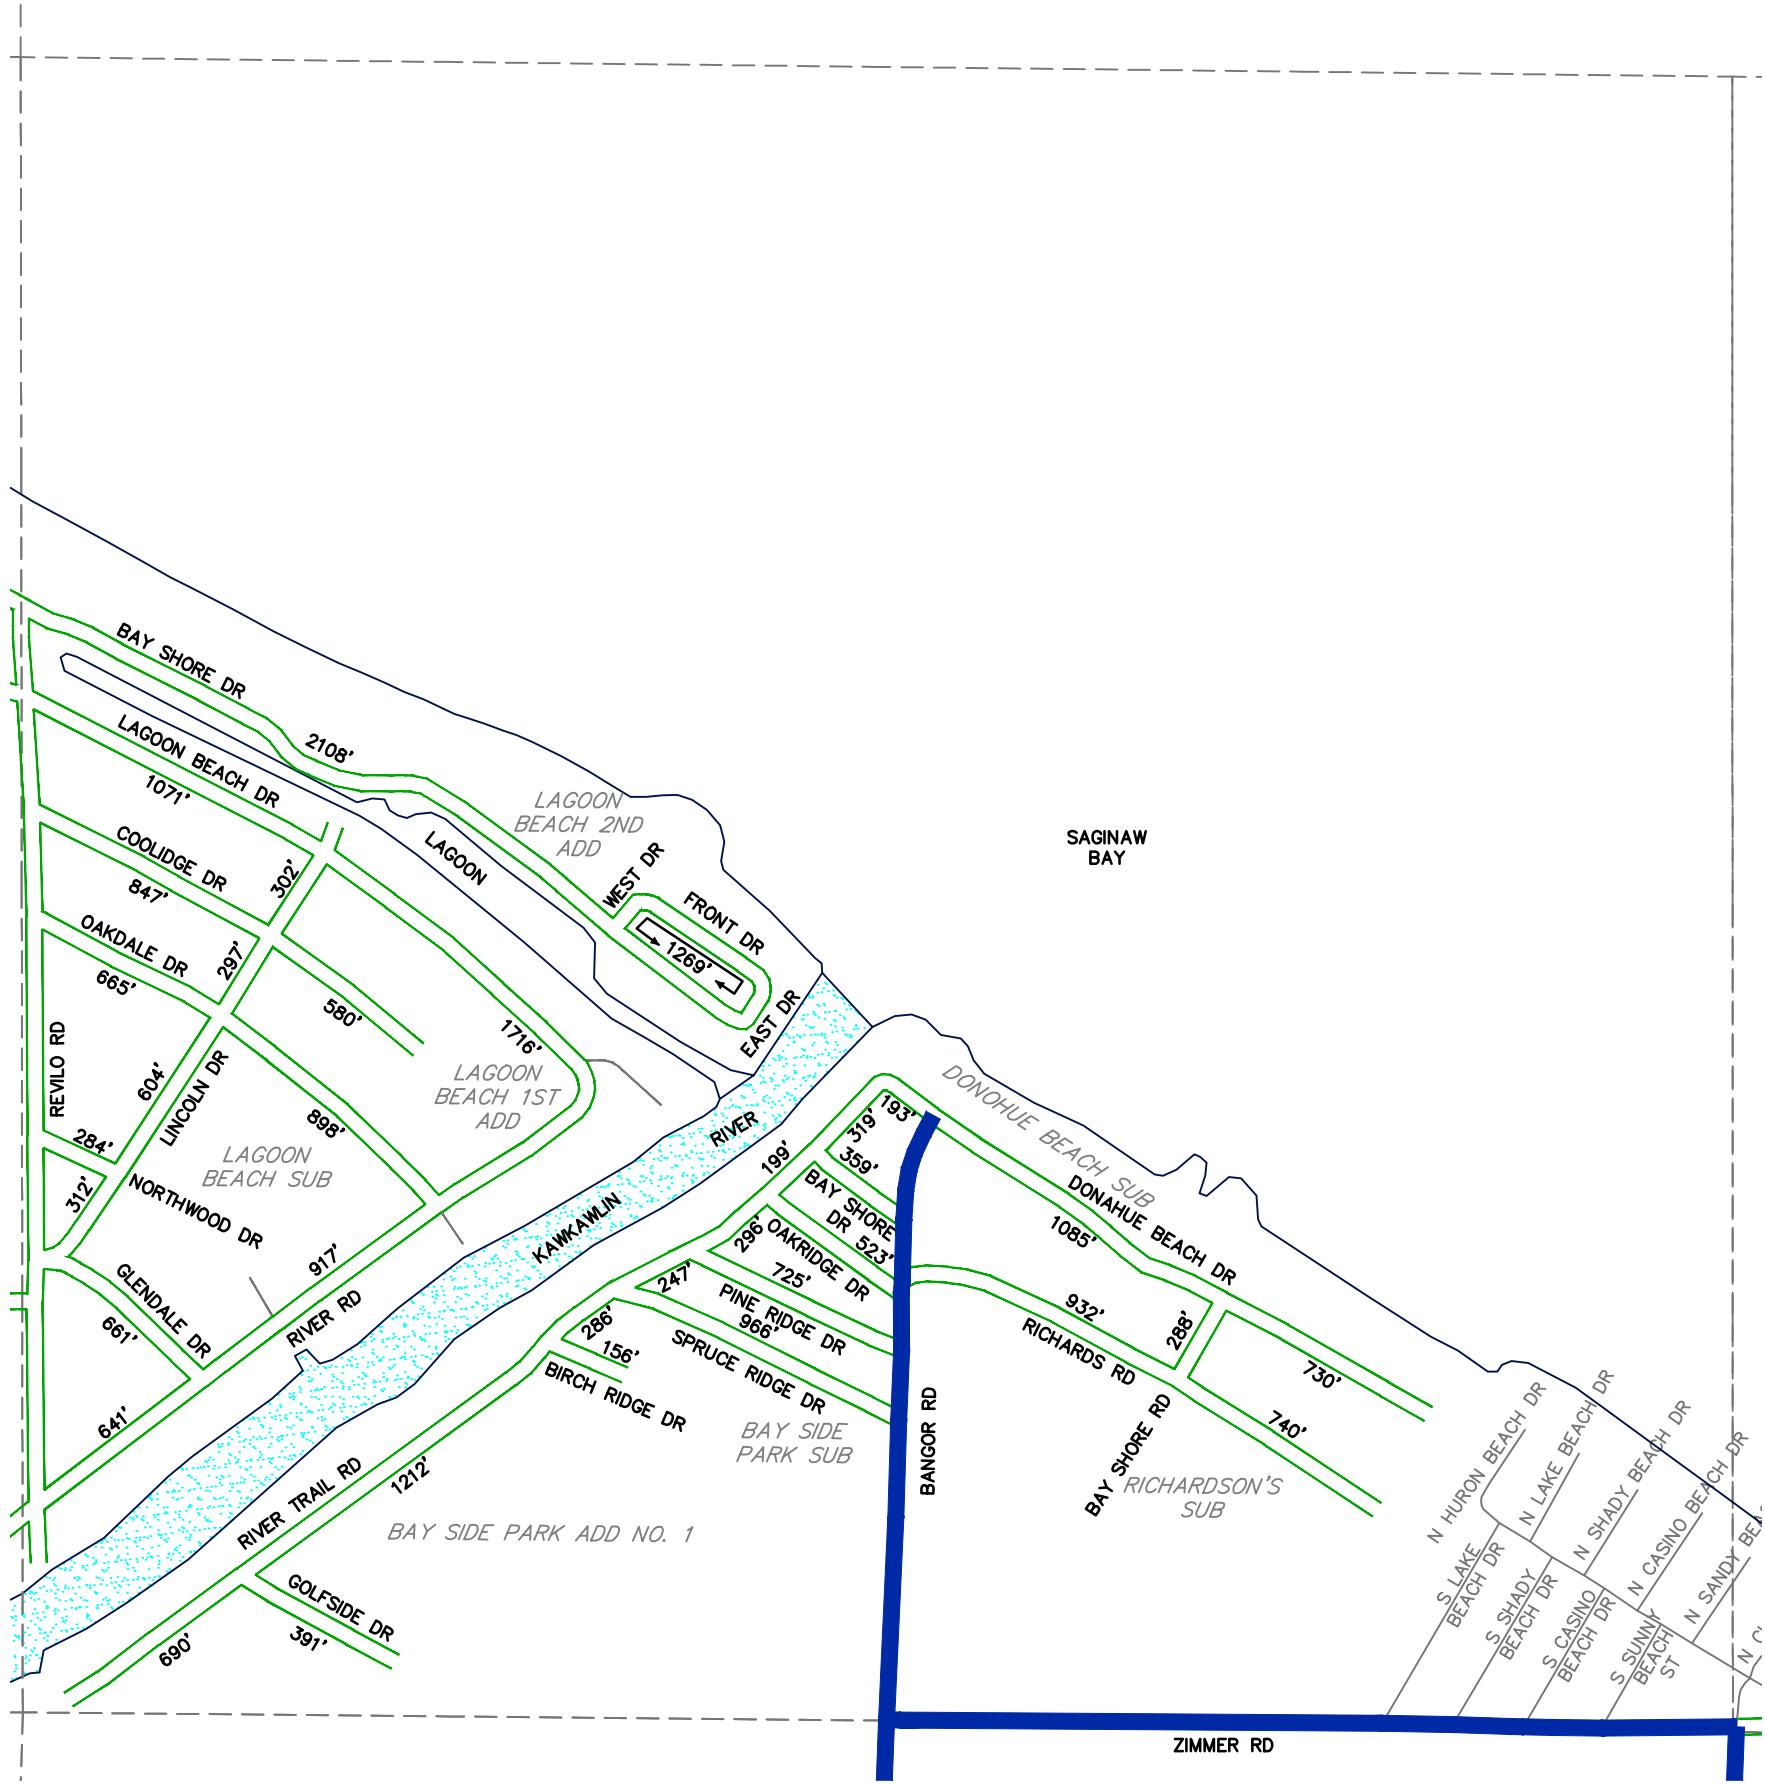 BAY SHORE DR
2108'
LAGOON BEACH DR
1071'
LAGOON
BEACH 2ND
ADD
SAGINAW
BAY
COOLIDGE DR
847'
302'
LAGOON
WEST DR
FRONT DR
1269'
EAST DR
OAKDALE DR
665'
297'
580'
1716'
REVILO RD
604'
LINCOLN DR
284'
312'
898'
LAGOON
BEACH 1ST
ADD
LAGOON
BEACH SUB
NORTHWOOD DR
917'
GLENDALE DR
661'
RIVER RD
641'
KAWKAWLIN
RIVER
199'
319'
193'
359'
DONOHUE BEACH SUB
DONAHUE BEACH DR
1085'
BAY SHORE
DR 523'
296'
OAKRIDGE DR
725'
247'
PINE RIDGE DR
966'
286'
SPRUCE RIDGE DR
156'
BIRCH RIDGE DR
932'
RICHARDS RD
288'
730'
740'
BAY SHORE RD
BANGOR RD
BAY SIDE
PARK SUB
RICHARDSON'S
SUB
RIVER TRAIL RD
1212'
BAY SIDE PARK ADD NO. 1
GOLFSIDE DR
391'
690'
N HURON BEACH DR
N LAKE BEACH DR
N SHADY BEACH DR
N CASINO BEACH DR
N SANDY BEA
S LAKE
BEACH DR
S SHADY
BEACH DR
S CASINO
BEACH DR
S SUNNY
BEACH
ST
ZIMMER RD